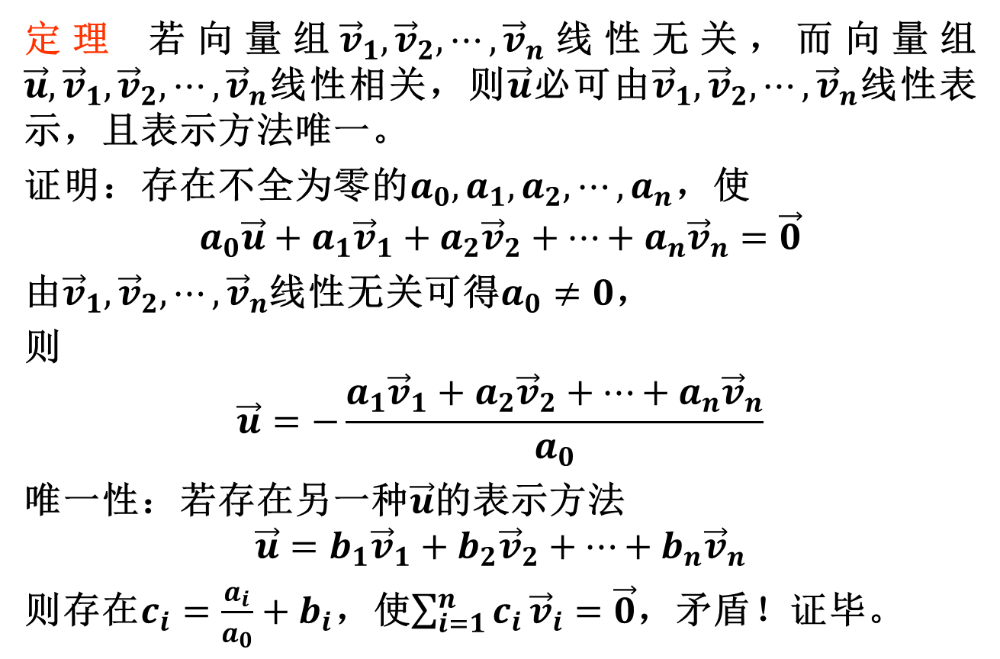 定理 若向量组$\vec{v}_1,\vec{v}_2,\cdots,\vec{v}_n$线性无关，而向量组
$\vec{u},\vec{v}_1,\vec{v}_2,\cdots,\vec{v}_n$线性相关，则$\vec{u}$必可由$\vec{v}_1,\vec{v}_2,\cdots,\vec{v}_n$线性表
示，且表示方法唯一。
证明：存在不全为零的$a_0,a_1,a_2,\cdots,a_n$，使
$a_0\vec{u}+a_1\vec{v}_1+a_2\vec{v}_2+\cdots+a_n\vec{v}_n=\vec{0}$
由$\vec{v}_1,\vec{v}_2,\cdots,\vec{v}_n$线性无关可得$a_0\neq 0$，
则
$\vec{u}=-\frac{a_1\vec{v}_1+a_2\vec{v}_2+\cdots+a_n\vec{v}_n}{a_0}$
唯一性：若存在另一种$\vec{u}$的表示方法
$\vec{u}=b_1\vec{v}_1+b_2\vec{v}_2+\cdots+b_n\vec{v}_n$
则存在$c_i=\frac{a_i}{a_0}+b_i$，使$\sum_{i=1}^{n}c_i\vec{v}_i=\vec{0}$，矛盾！证毕。